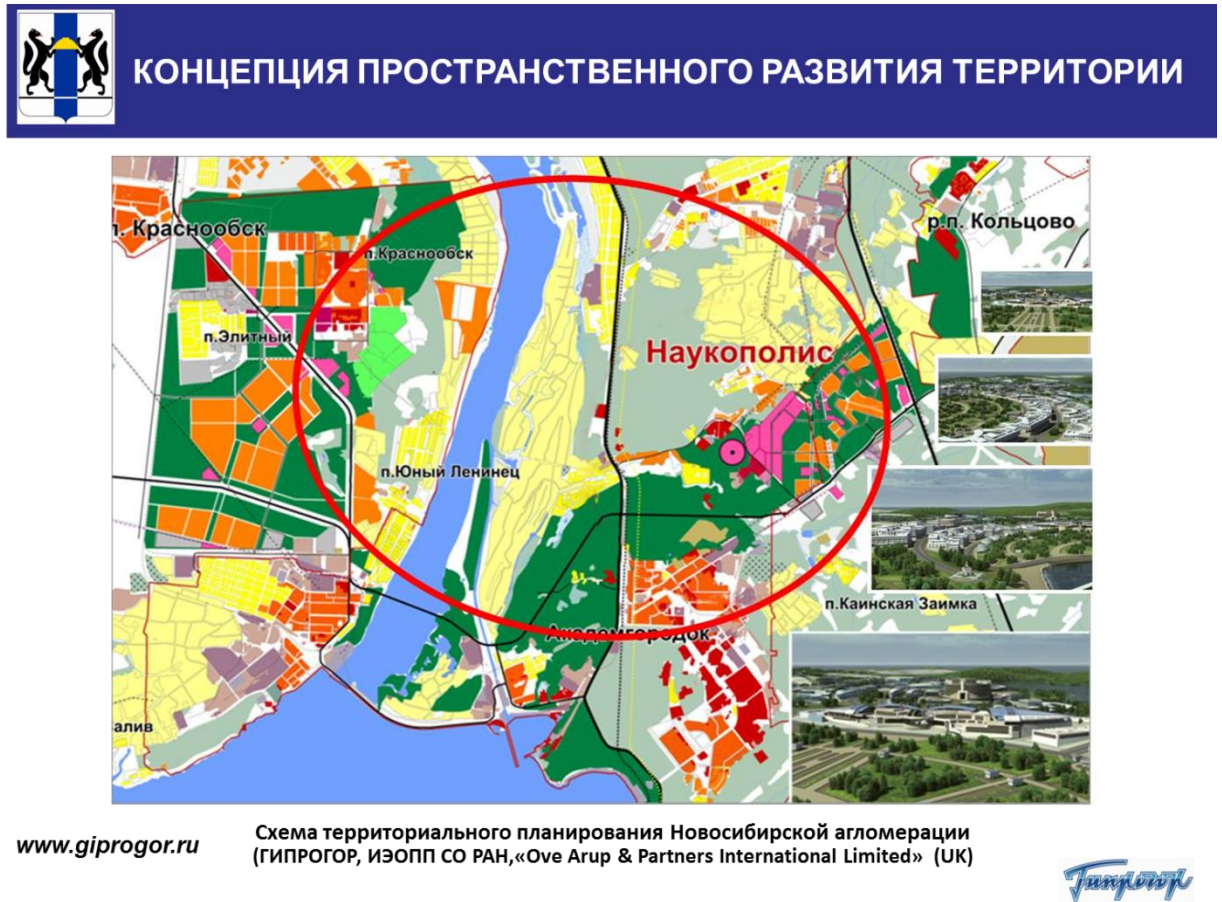 КОНЦЕПЦИЯ ПРОСТРАНСТВЕННОГО РАЗВИТИЯ ТЕРРИТОРИИ
п. Краснообск
р.п. Кольцово
п.Краснообск
п.Элитный
Наукополис
п.Юный Ленинец
п.Каинская Заимка
Академгородок
алив
www.giprogor.ru
Схема территориального планирования Новосибирской агломерации
(ГИПРОГОР, ИЭОПП СО РАН,«Ove Arup & Partners International Limited» (UK)
Гипрогор